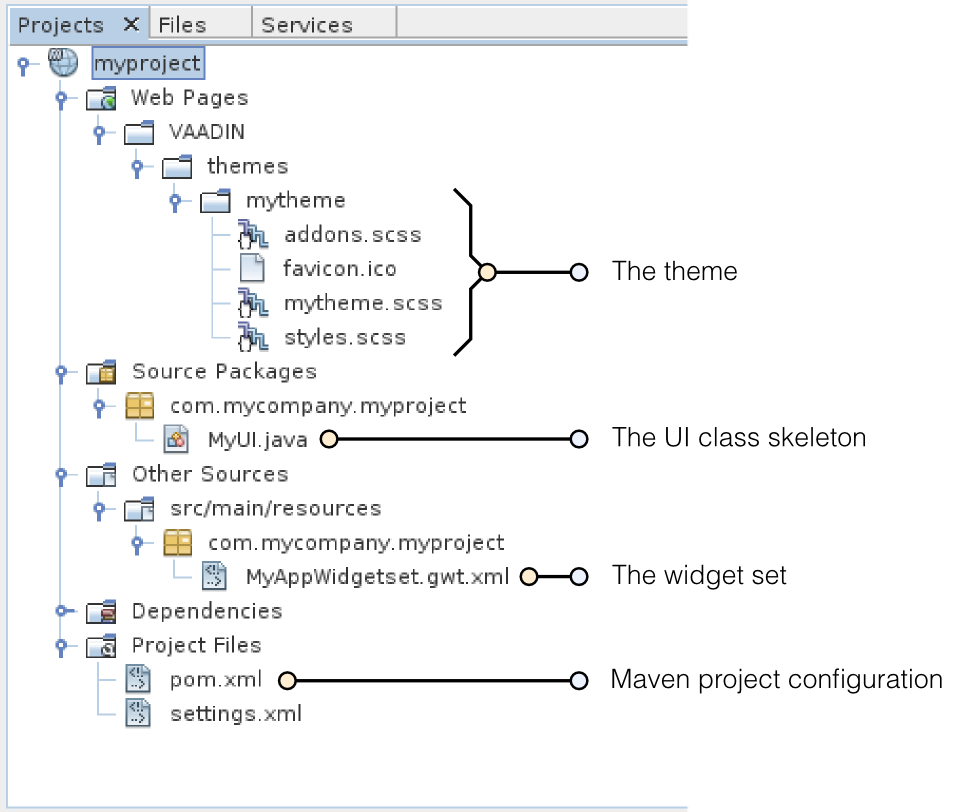 Projects Files Services
myproject
Web Pages
VAADIN
themes
mytheme
addons.scss
favicon.ico
The theme
mytheme.scss
styles.scss
Source Packages
com.mycompany.myproject
MyUI.java The UI class skeleton
Other Sources
src/main/resources
com.mycompany.myproject
MyAppWidgetset.gwt.xml The widget set
Dependencies
Project Files
pom.xml Maven project configuration
settings.xml